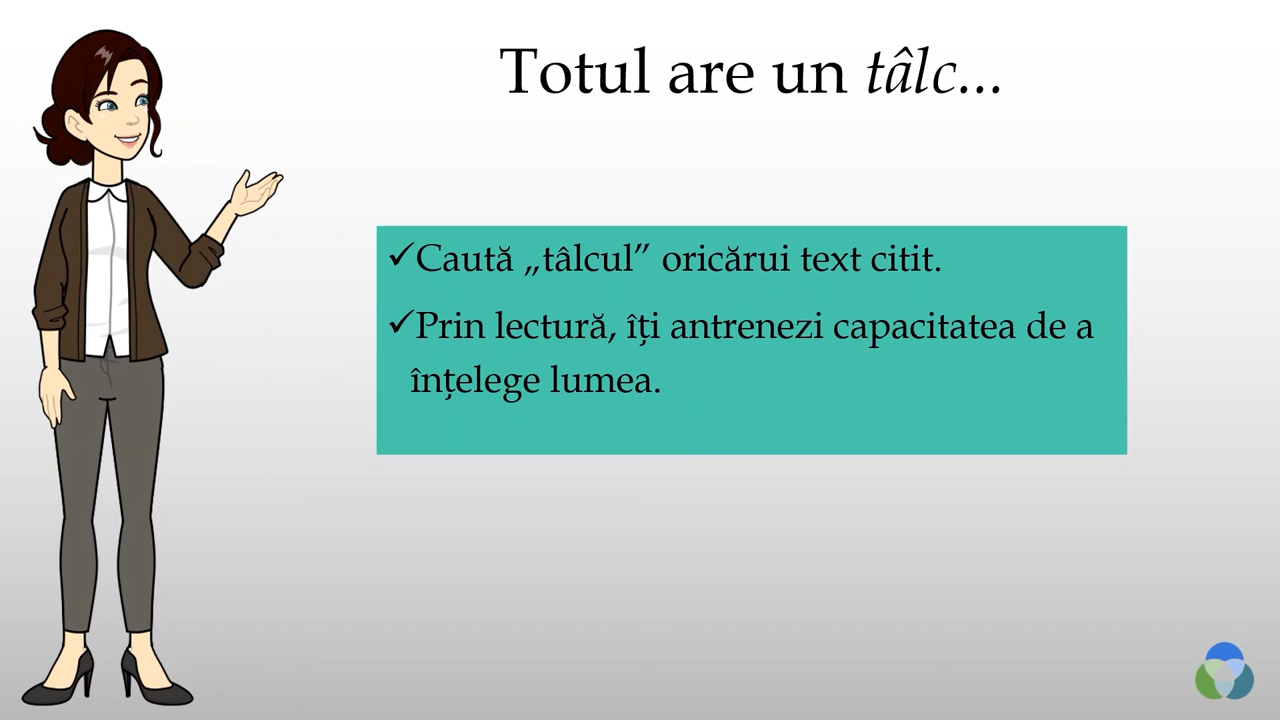 Totul are un tâlc...
✓Caută „tâlcul” oricărui text citit.
✓Prin lectură, îți antrenezi capacitatea de a
înțelege lumea.